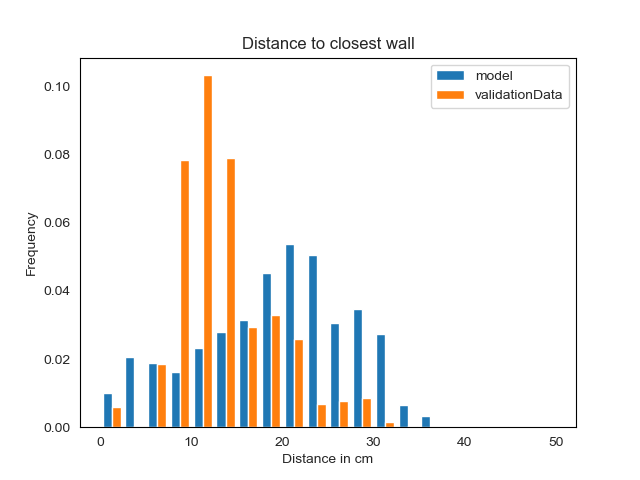 Distance to closest wall
model
validationData
Frequency
0.10
0.08
0.06
0.04
0.02
0.00
0 10 20 30 40 50
Distance in cm